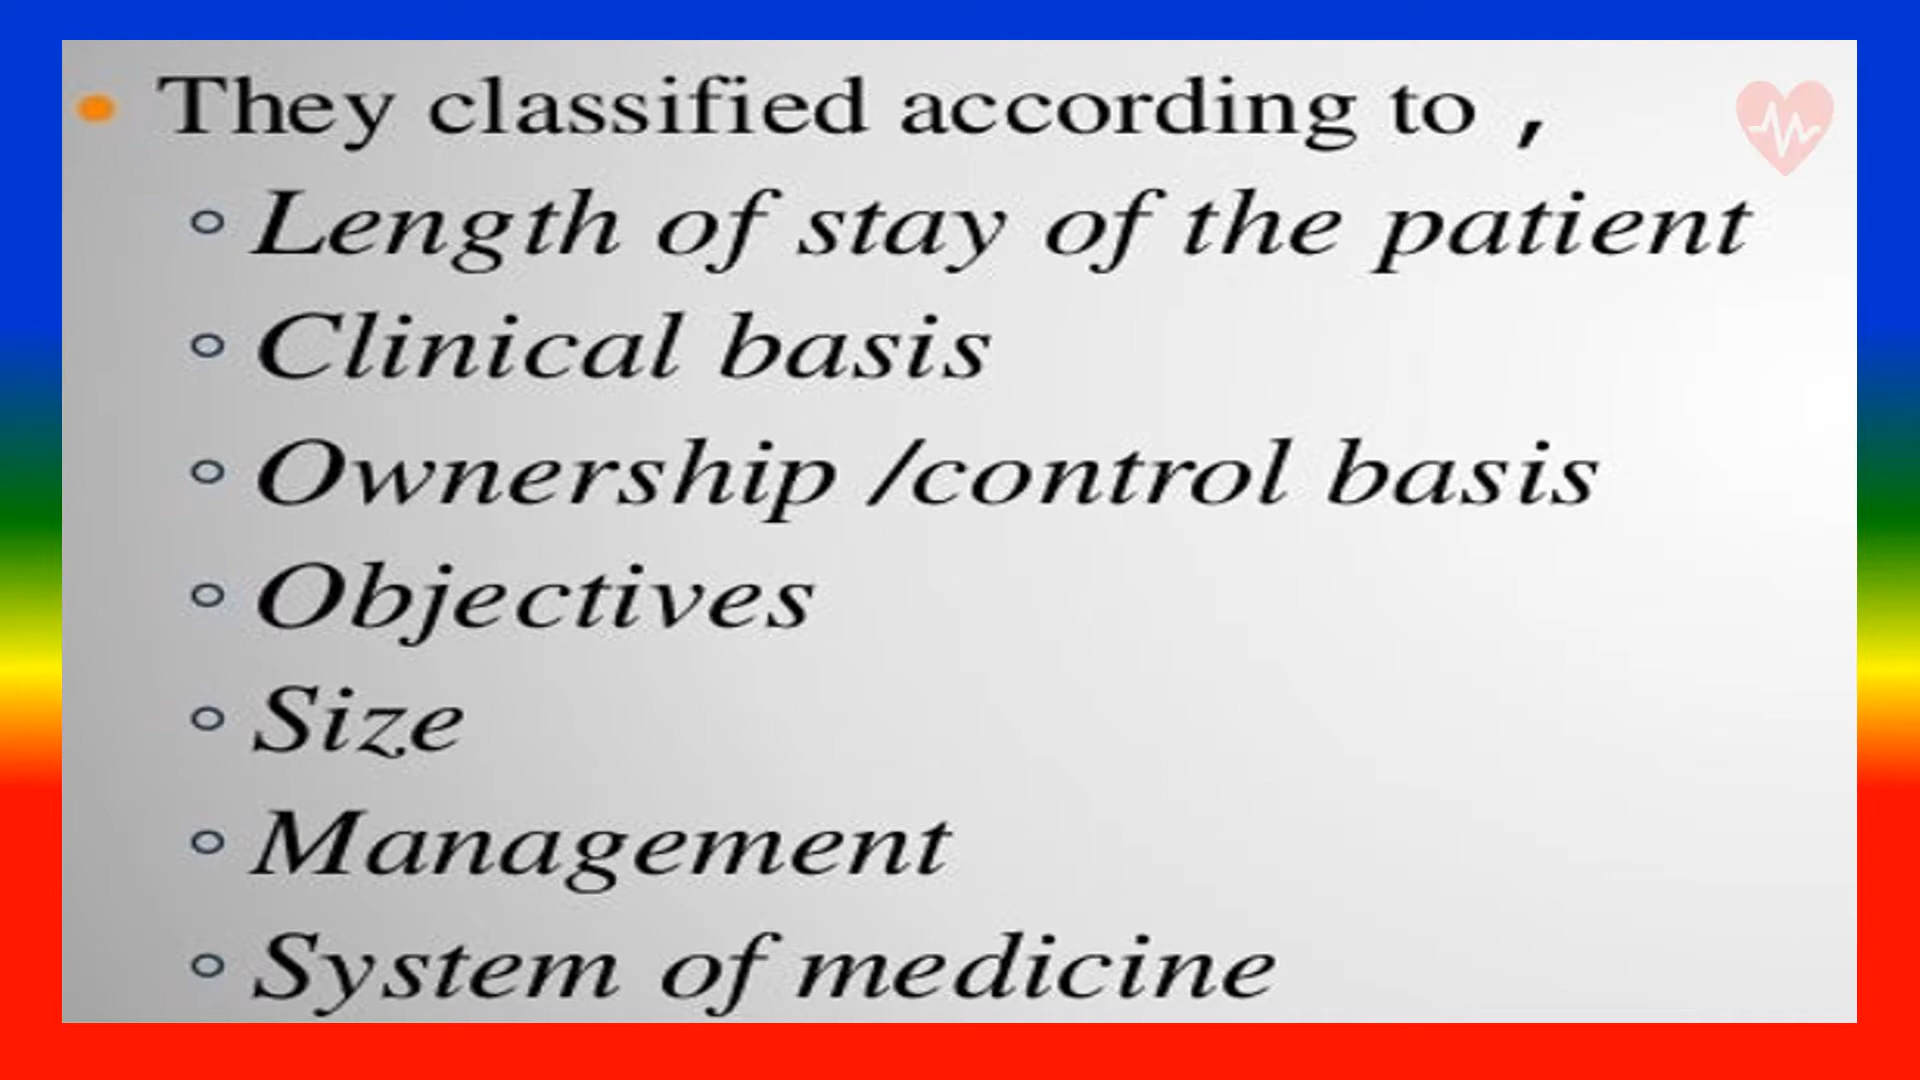 • They classified according to ,
◦ Length of stay of the patient
◦ Clinical basis
◦ Ownership /control basis
◦ Objectives
◦ Size
◦ Management
◦ System of medicine